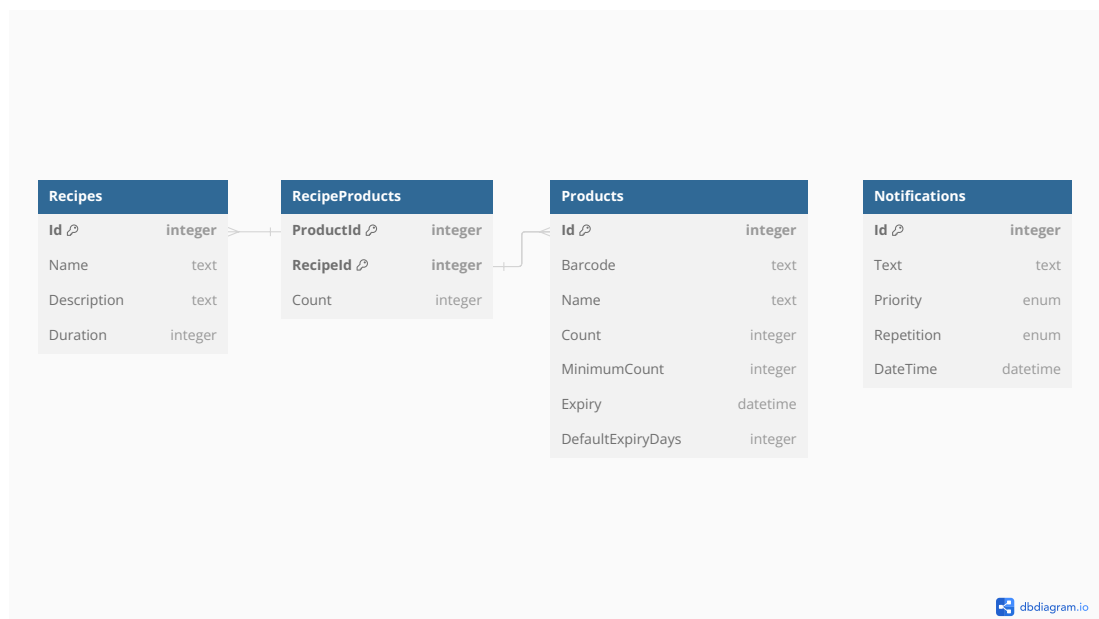 Recipes
Id integer
Name text
Description text
Duration integer
RecipeProducts
ProductId integer
RecipeId integer
Count integer
Products
Id integer
Barcode text
Name text
Count integer
MinimumCount integer
Expiry datetime
DefaultExpiryDays integer
Notifications
Id integer
Text text
Priority enum
Repetition enum
DateTime datetime
dbdiagram.io